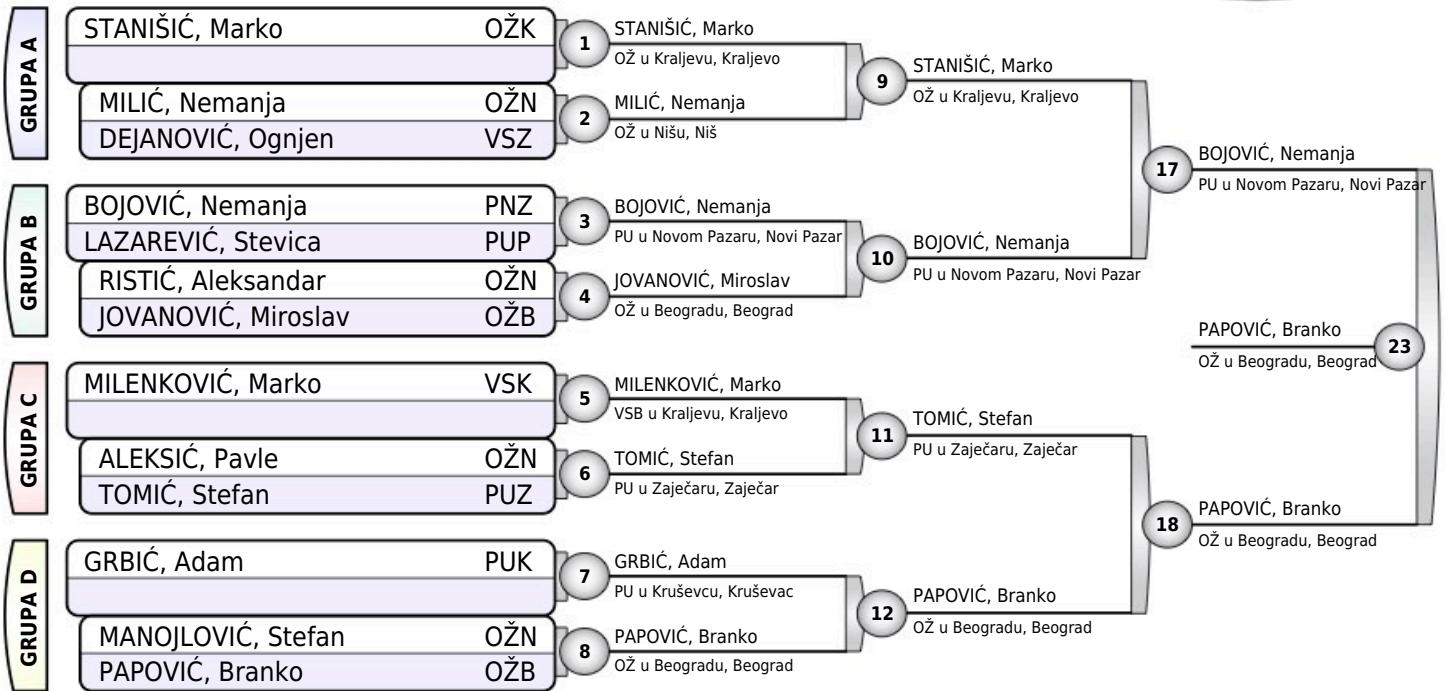 GRUPA A
STANIŠIĆ, Marko OŽK
MILIĆ, Nemanja OŽN
DEJANOVIĆ, Ognjen VSZ
GRUPA B
BOJOVIĆ, Nemanja PNZ
LAZAREVIĆ, Stevica PUP
RISTIĆ, Aleksandar OŽN
JOVANOVIĆ, Miroslav OŽB
GRUPA C
MILENKOVIĆ, Marko VSK
ALEKSIĆ, Pavle OŽN
TOMIĆ, Stefan PUZ
GRUPA D
GRBIĆ, Adam PUK
MANOJLOVIĆ, Stefan OŽN
PAPOVIĆ, Branko OŽB
1
STANIŠIĆ, Marko
OŽ u Kraljevu, Kraljevo
2
MILIĆ, Nemanja
OŽ u Nišu, Niš
3
BOJOVIĆ, Nemanja
PU u Novom Pazaru, Novi Pazar
4
JOVANOVIĆ, Miroslav
OŽ u Beogradu, Beograd
5
MILENKOVIĆ, Marko
VSB u Kraljevu, Kraljevo
6
TOMIĆ, Stefan
PU u Zaječaru, Zaječar
7
GRBIĆ, Adam
PU u Kruševcu, Kruševac
8
PAPOVIĆ, Branko
OŽ u Beogradu, Beograd
9
STANIŠIĆ, Marko
OŽ u Kraljevu, Kraljevo
10
BOJOVIĆ, Nemanja
PU u Novom Pazaru, Novi Pazar
11
TOMIĆ, Stefan
PU u Zaječaru, Zaječar
12
PAPOVIĆ, Branko
OŽ u Beogradu, Beograd
17
BOJOVIĆ, Nemanja
PU u Novom Pazaru, Novi Pazar
18
PAPOVIĆ, Branko
OŽ u Beogradu, Beograd
PAPOVIĆ, Branko
OŽ u Beogradu, Beograd
23